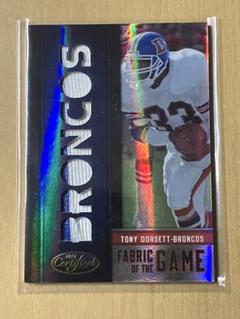 BRONCOS
33
TONY DORSETT-BRONCOS
FABRIC
OF THE
GAME
Certified